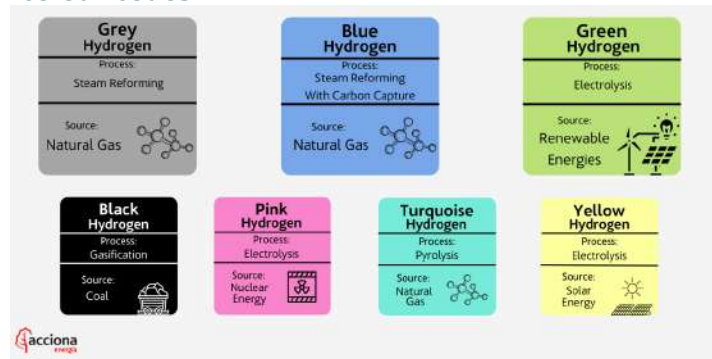 Grey
Hydrogen
Process:
Steam Reforming
Source:
Natural Gas
Blue
Hydrogen
Process:
Steam Reforming
With Carbon Capture
Source:
Natural Gas
Green
Hydrogen
Process:
Electrolysis
Source:
Renewable
Energies
Black
Hydrogen
Process:
Gasification
Source:
Coal
Pink
Hydrogen
Process:
Electrolysis
Source:
Nuclear
Energy
Turquoise
Hydrogen
Process:
Pyrolysis
Source:
Natural
Gas
Yellow
Hydrogen
Process:
Electrolysis
Source:
Solar
Energy
acciona
energía